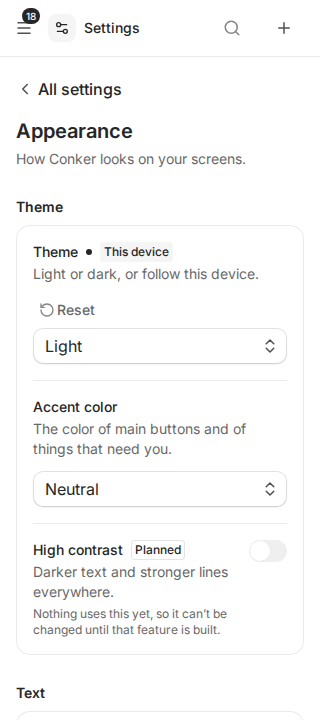 18
Settings
All settings
Appearance
How Conker looks on your screens.
Theme
Theme This device
Light or dark, or follow this device.
Reset
Light
Accent color
The color of main buttons and of
things that need you.
Neutral
High contrast Planned
Darker text and stronger lines
everywhere.
Nothing uses this yet, so it can't be
changed until that feature is built.
Text